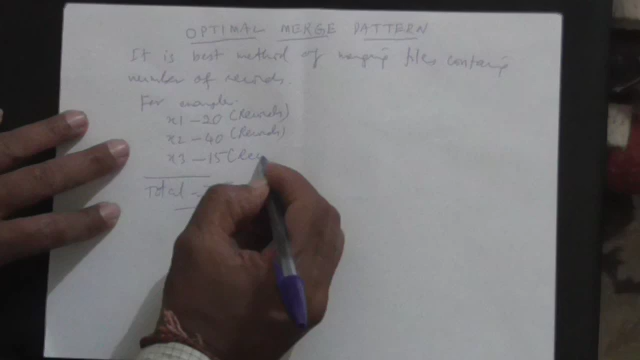 OPTIMAL MERGE PATTERN
It is best method of merging files containing
number of records.
For example.
x1 - 20 (Records)
x2 - 40 (Records)
x3 - 15 (Rec
Total -